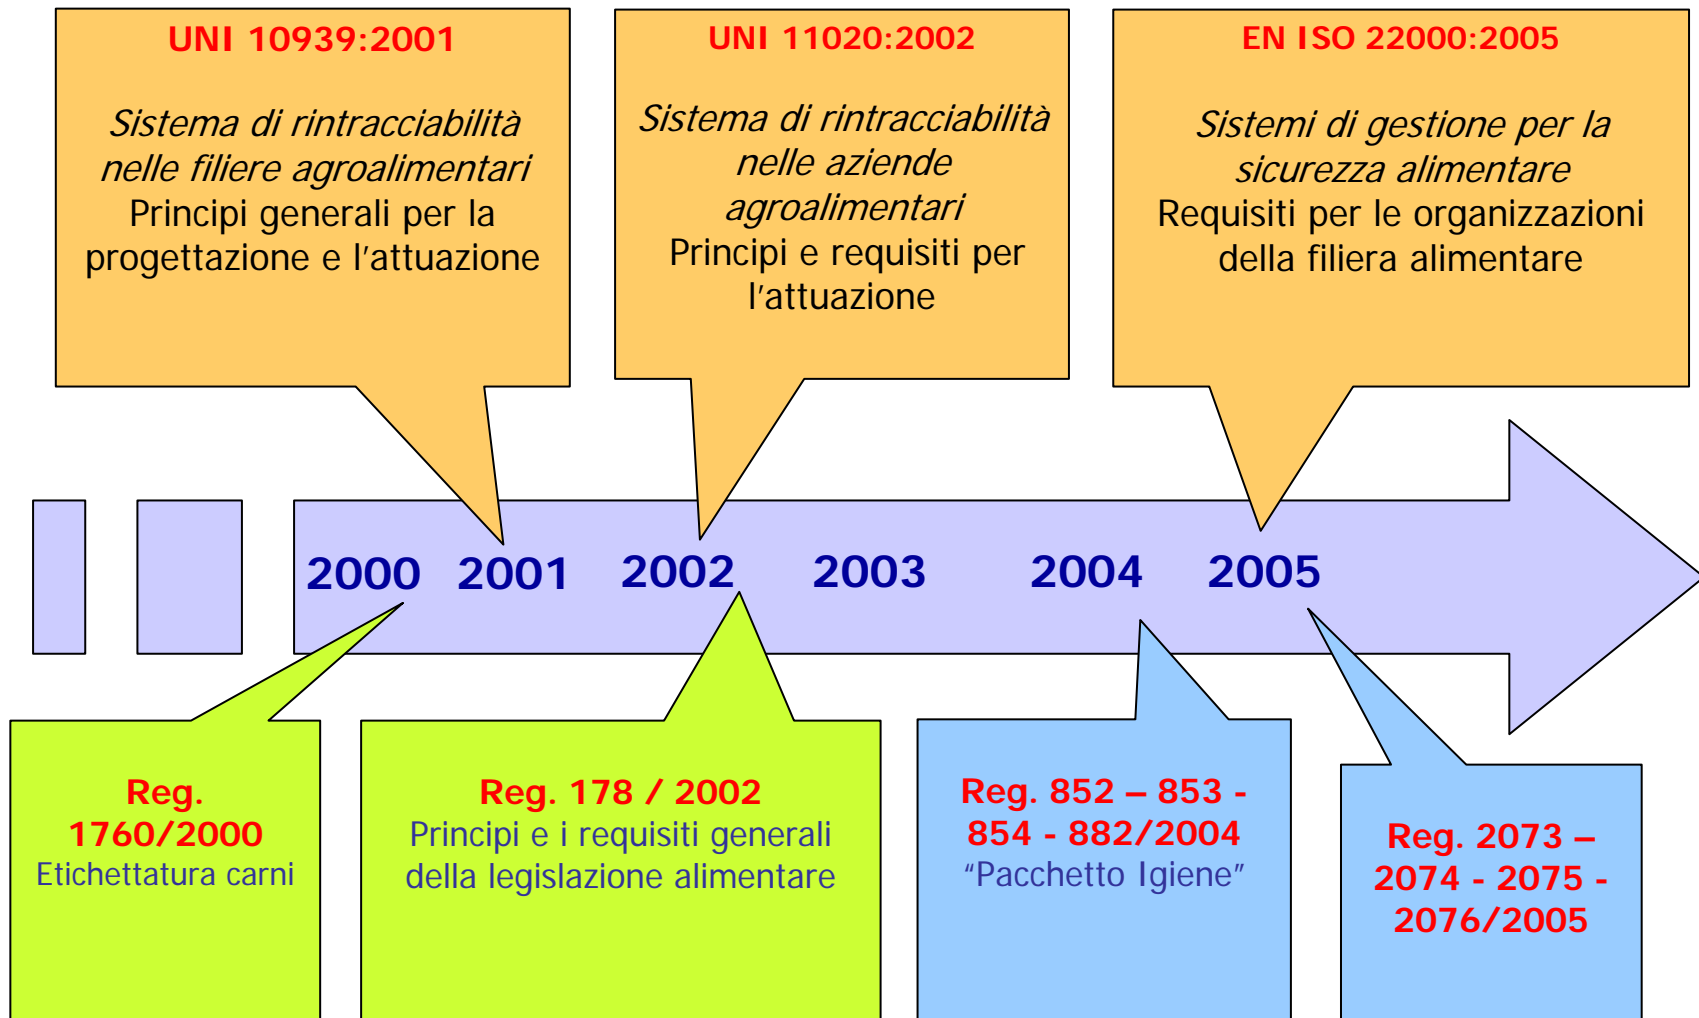 UNI 10939:2001
Sistema di rintracciabilità
nelle filiere agroalimentari
Principi generali per la
progettazione e l'attuazione
UNI 11020:2002
Sistema di rintracciabilità
nelle aziende
agroalimentari
Principi e requisiti per
l'attuazione
EN ISO 22000:2005
Sistemi di gestione per la
sicurezza alimentare
Requisiti per le organizzazioni
della filiera alimentare
2000 2001 2002 2003 2004 2005
Reg.
1760/2000
Etichettatura carni
Reg. 178 / 2002
Principi e i requisiti generali
della legislazione alimentare
Reg. 852 – 853 -
854 - 882/2004
“Pacchetto Igiene”
Reg. 2073 –
2074 - 2075 -
2076/2005